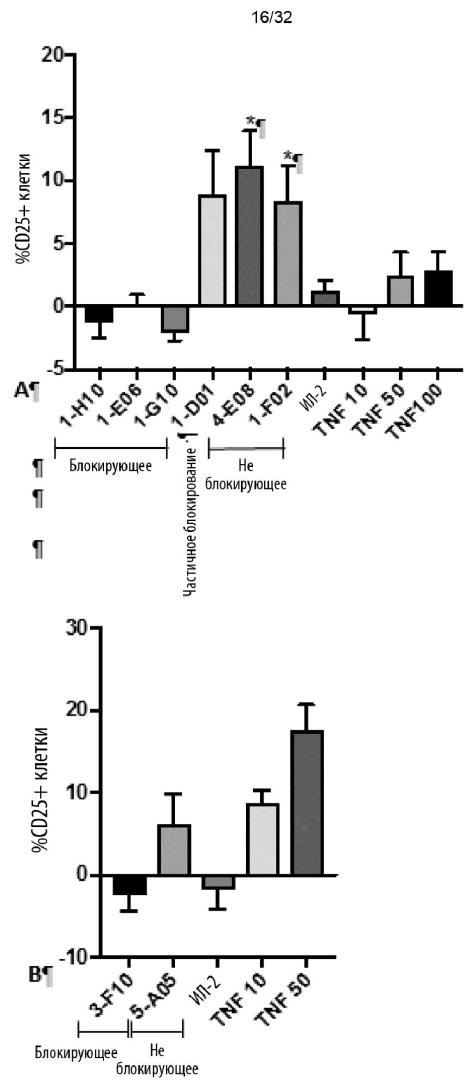 16/32
%CD25+ клетки
20
15
10
5
0
-5
A¶
1-H10
1-E06
1-G10
1-D01
4-E08
1-F02
ИЛ-2
TNF 10
TNF 50
TNF100
*¶
*¶
Блокирующее
Частичное блокирование ¶
Не
блокирующее
¶
¶
¶
%CD25+ клетки
30
20
10
0
-10
B¶
3-F10
5-A05
ИЛ-2
TNF 10
TNF 50
Блокирующее
Не
блокирующее